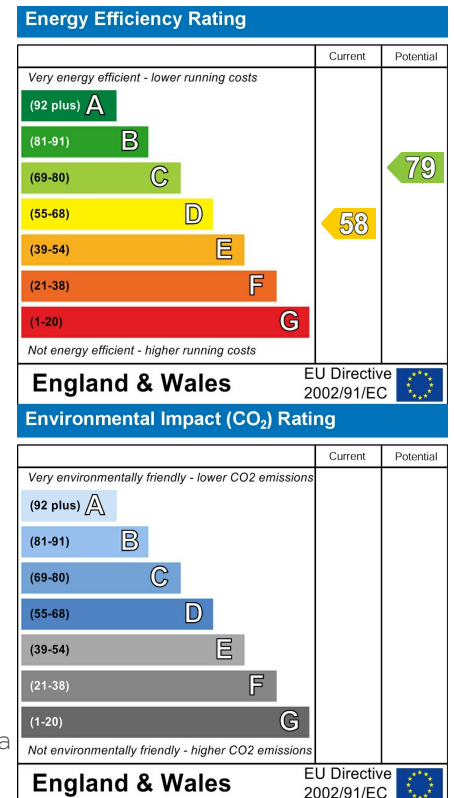 Energy Efficiency Rating
Current Potential
Very energy efficient - lower running costs
(92 plus) A
(81-91) B
(69-80) C
79
(55-68) D
58
(39-54) E
(21-38) F
(1-20) G
Not energy efficient - higher running costs
England & Wales
EU Directive
2002/91/EC
Environmental Impact (CO₂) Rating
Current Potential
Very environmentally friendly - lower CO2 emissions
(92 plus) A
(81-91) B
(69-80) C
(55-68) D
(39-54) E
(21-38) F
(1-20) G
a
Not environmentally friendly - higher CO2 emissions
England & Wales
EU Directive
2002/91/EC